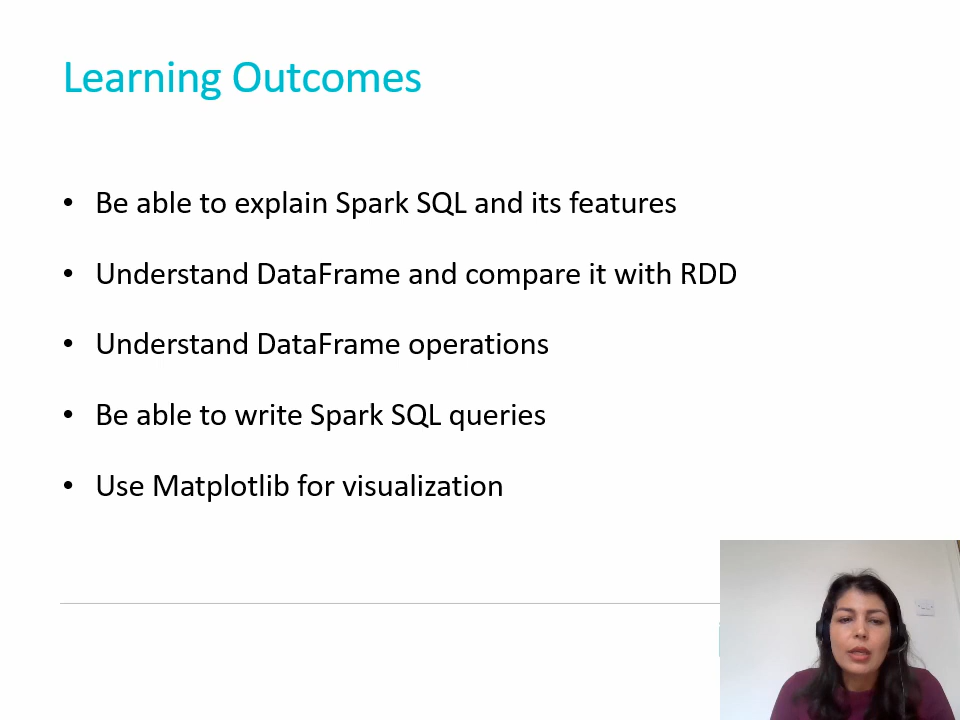 Learning Outcomes
• Be able to explain Spark SQL and its features
• Understand DataFrame and compare it with RDD
• Understand DataFrame operations
• Be able to write Spark SQL queries
• Use Matplotlib for visualization